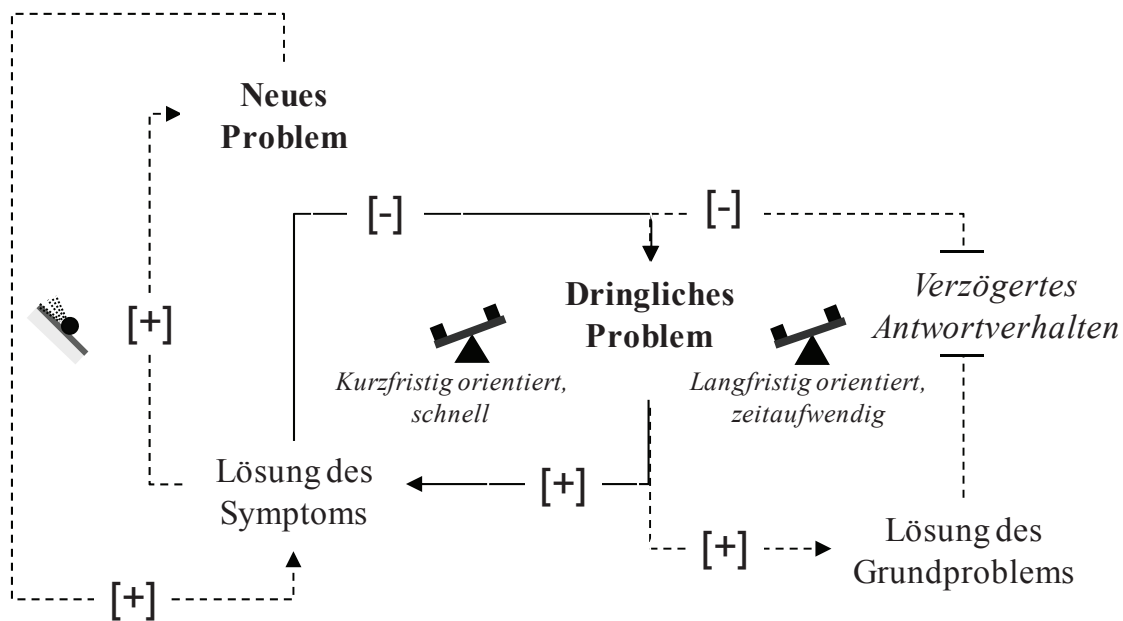 Neues
Problem
[-]
[-]
Dringliches
Problem
Verzögertes
Antwortverhalten
[+]
Kurzfristig orientiert,
schnell
Langfristig orientiert,
zeitaufwendig
Lösung des
Symptoms
[+]
Lösung des
Grundproblems
[+]
[+]